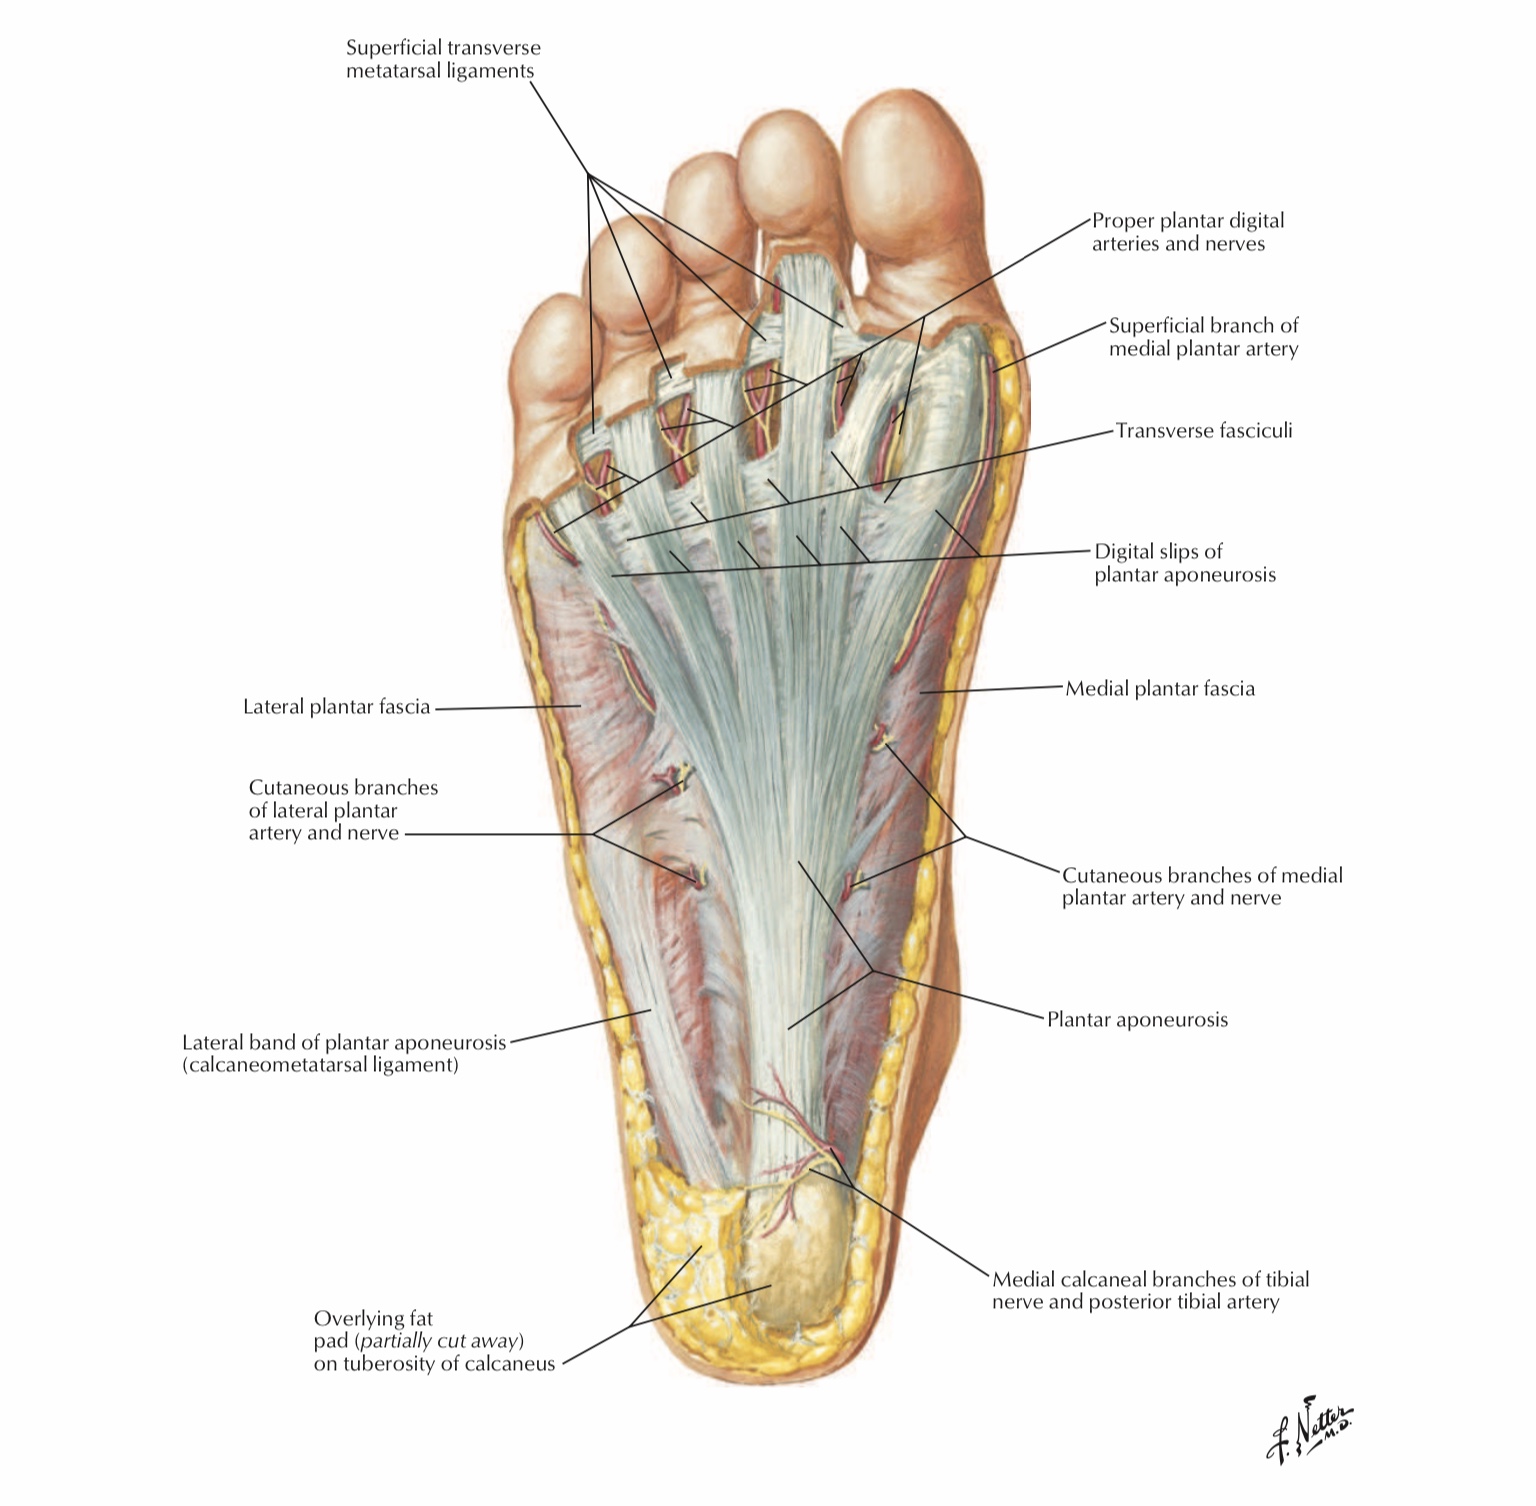 Superficial transverse
metatarsal ligaments
Proper plantar digital
arteries and nerves
Superficial branch of
medial plantar artery
Transverse fasciculi
Digital slips of
plantar aponeurosis
Medial plantar fascia
Lateral plantar fascia
Cutaneous branches
of lateral plantar
artery and nerve
Cutaneous branches of medial
plantar artery and nerve
Plantar aponeurosis
Lateral band of plantar aponeurosis
(calcaneometatarsal ligament)
Medial calcaneal branches of tibial
nerve and posterior tibial artery
Overlying fat
pad (partially cut away)
on tuberosity of calcaneus
F. Netter
M.D.